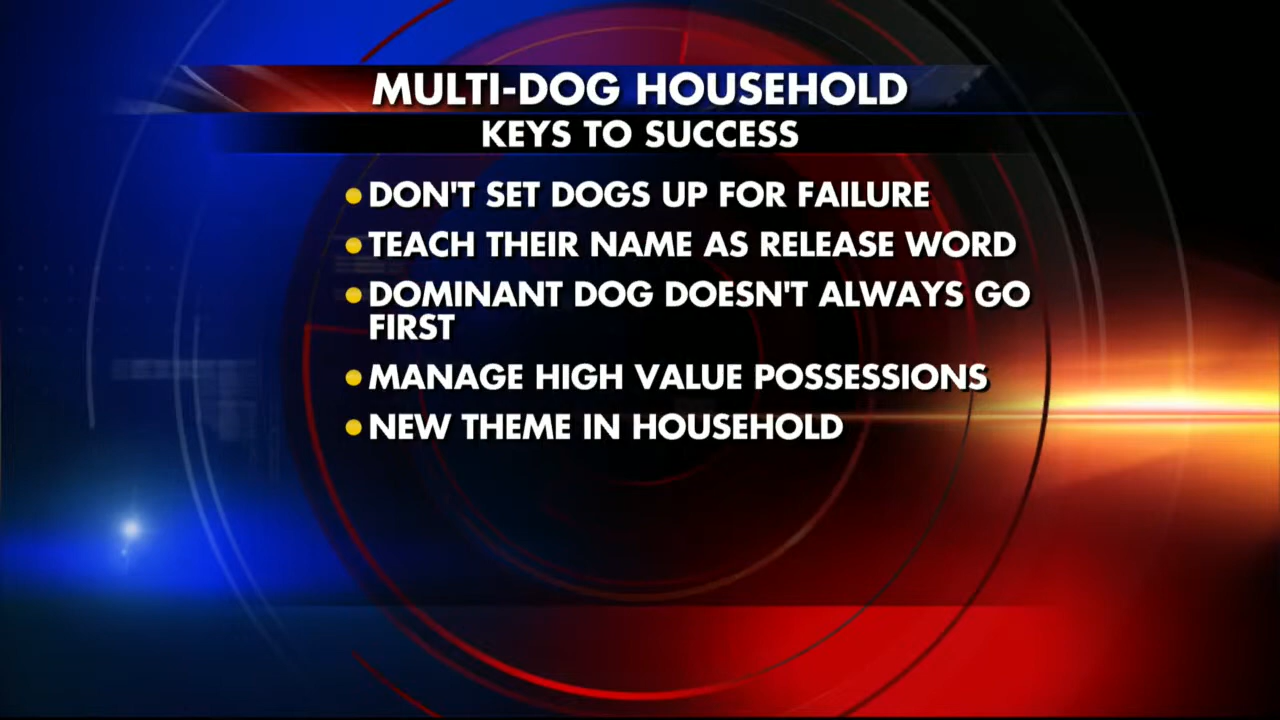 MULTI-DOG HOUSEHOLD
KEYS TO SUCCESS
DON'T SET DOGS UP FOR FAILURE
TEACH THEIR NAME AS RELEASE WORD
DOMINANT DOG DOESN'T ALWAYS GO
FIRST
MANAGE HIGH VALUE POSSESSIONS
NEW THEME IN HOUSEHOLD